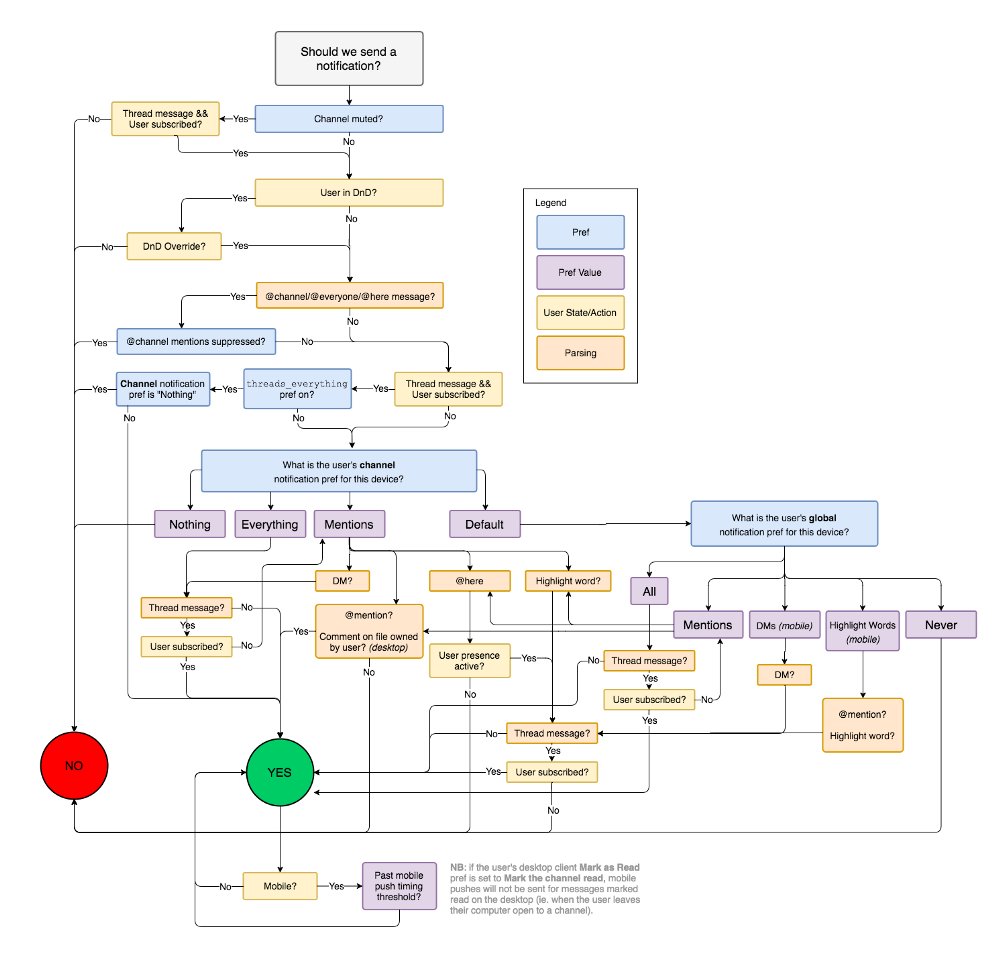 Should we send a
notification?
Thread message &&
User subscribed?
No
Yes
Channel muted?
No
Yes
User in DnD?
Yes
No
DnD Override?
No
Yes
@channel/@everyone/@here message?
Yes
No
@channel mentions suppressed?
Yes
No
Channel notification
pref is "Nothing"
Yes
No
threads_everything
pref on?
Yes
No
Thread message &&
User subscribed?
Yes
No
Legend
Pref
Pref Value
User State/Action
Parsing
What is the user's channel
notification pref for this device?
Nothing
Everything
Mentions
Default
What is the user's global
notification pref for this device?
DM?
@here
Highlight word?
All
Thread message?
No
Yes
User subscribed?
No
Yes
@mention?
Comment on file owned
by user? (desktop)
Yes
No
User presence
active?
Yes
No
Mentions
DMs (mobile)
Highlight Words
(mobile)
Never
Thread message?
No
Yes
User subscribed?
No
Yes
DM?
@mention?
Highlight word?
Thread message?
No
Yes
User subscribed?
Yes
No
NO
YES
Mobile?
No
Yes
Past mobile
push timing
threshold?
NB: if the user's desktop client Mark as Read
pref is set to Mark the channel read, mobile
pushes will not be sent for messages marked
read on the desktop (ie. when the user leaves
their computer open to a channel).